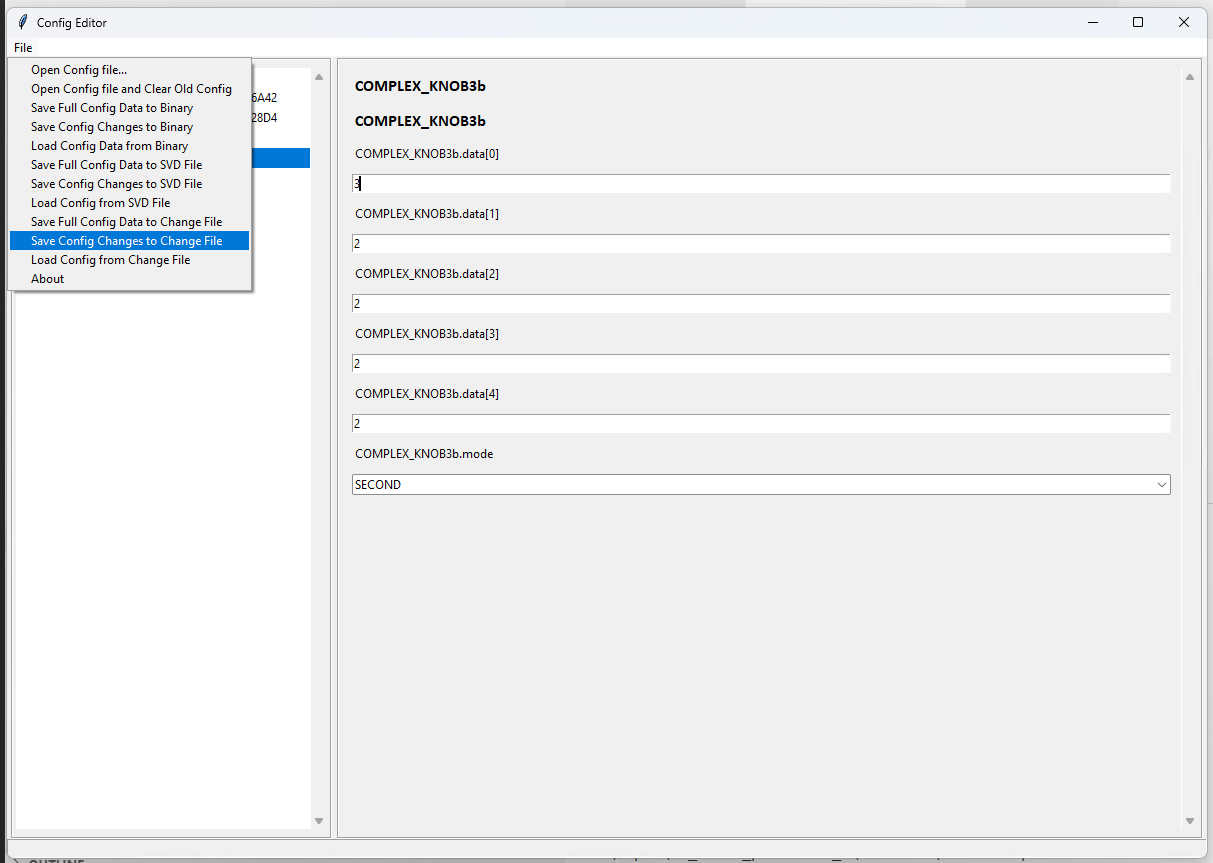 Config Editor
File
Open Config file...
Open Config file and Clear Old Config
Save Full Config Data to Binary
Save Config Changes to Binary
Load Config Data from Binary
Save Full Config Data to SVD File
Save Config Changes to SVD File
Load Config from SVD File
Save Full Config Data to Change File
Save Config Changes to Change File
Load Config from Change File
About
6A42
28D4
COMPLEX_KNOB3b
COMPLEX_KNOB3b
COMPLEX_KNOB3b.data[0]
3
COMPLEX_KNOB3b.data[1]
2
COMPLEX_KNOB3b.data[2]
2
COMPLEX_KNOB3b.data[3]
2
COMPLEX_KNOB3b.data[4]
2
COMPLEX_KNOB3b.mode
SECOND